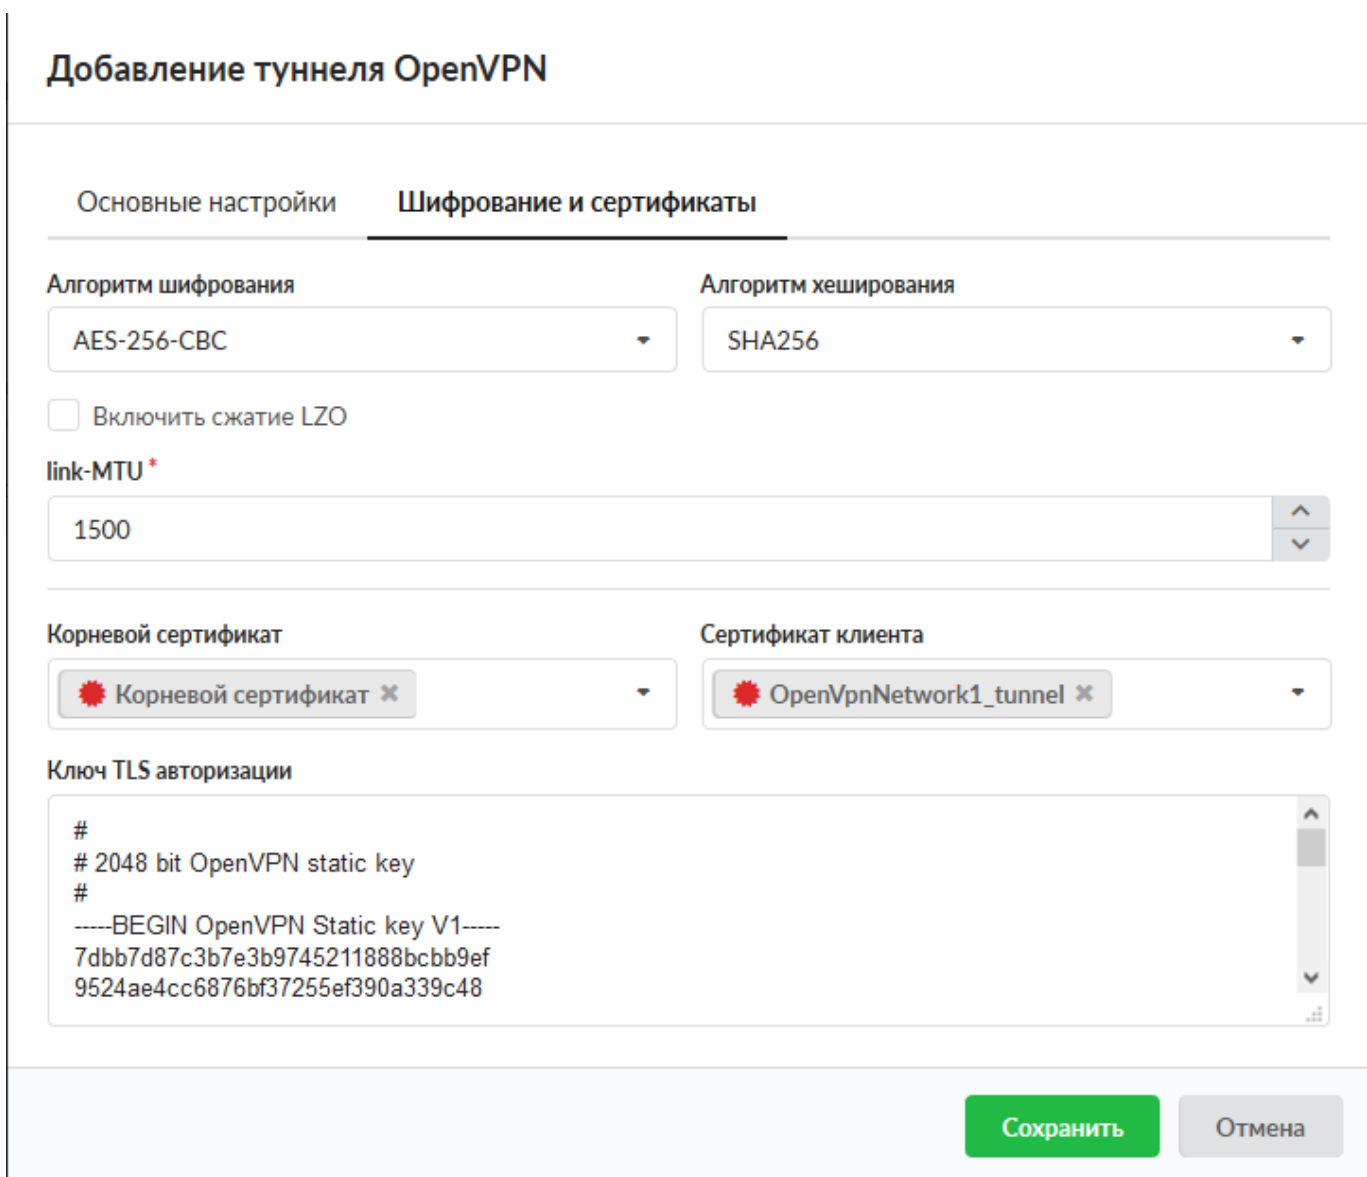 Добавление туннеля OpenVPN
Основные настройки Шифрование и сертификаты
Алгоритм шифрования Алгоритм хеширования
AES-256-CBC SHA256
Включить сжатие LZO
link-MTU *
1500
Корневой сертификат Сертификат клиента
Корневой сертификат OpenVpnNetwork1_tunnel
Ключ TLS авторизации
#
# 2048 bit OpenVPN static key
#
-----BEGIN OpenVPN Static key V1-----
7dbb7d87c3b7e3b9745211888bcbb9ef
9524ae4cc6876bf37255ef390a339c48
Сохранить Отмена